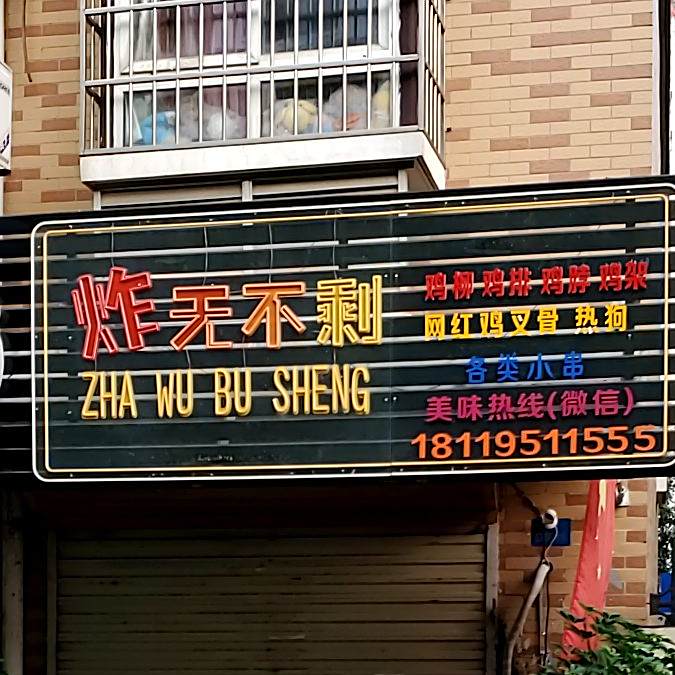 炸无不剩
ZHA WU BU SHENG
鸡柳 鸡排 鸡脖 鸡架
网红鸡叉骨 热狗
各类小串
美味热线(微信)
18119511555